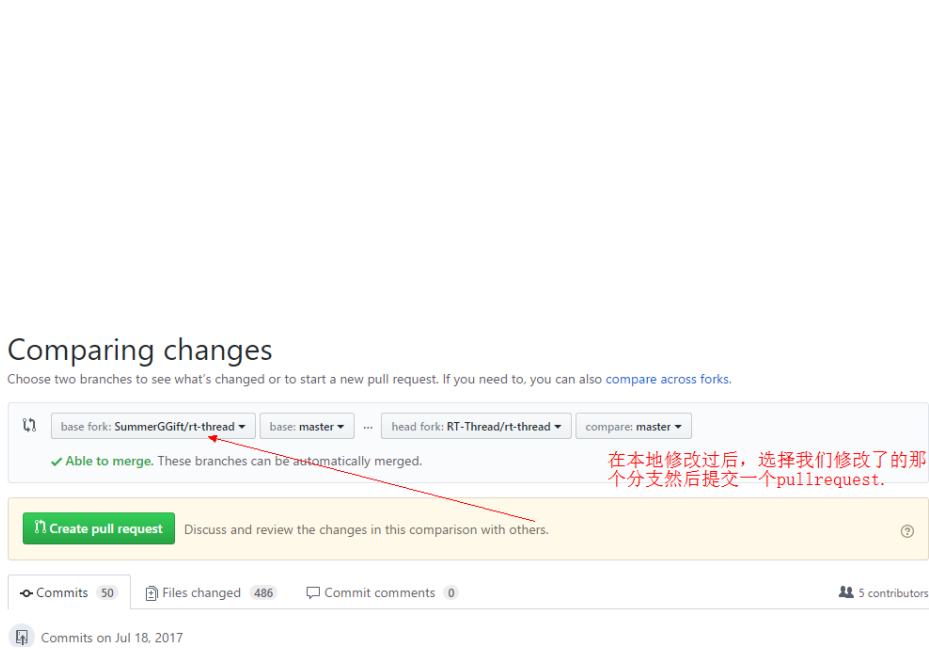 Comparing changes
Choose two branches to see what's changed or to start a new pull request. If you need to, you can also compare across forks.
base fork: SummerGGift/rt-thread base: master ... head fork: RT-Thread/rt-thread compare: master
Able to merge. These branches can be automatically merged.
在本地修改过后，选择我们修改了的那
个分支然后提交一个pullrequest.
Create pull request Discuss and review the changes in this comparison with others.
Commits 50 Files changed 486 Commit comments 0 5 contributors
Commits on Jul 18, 2017